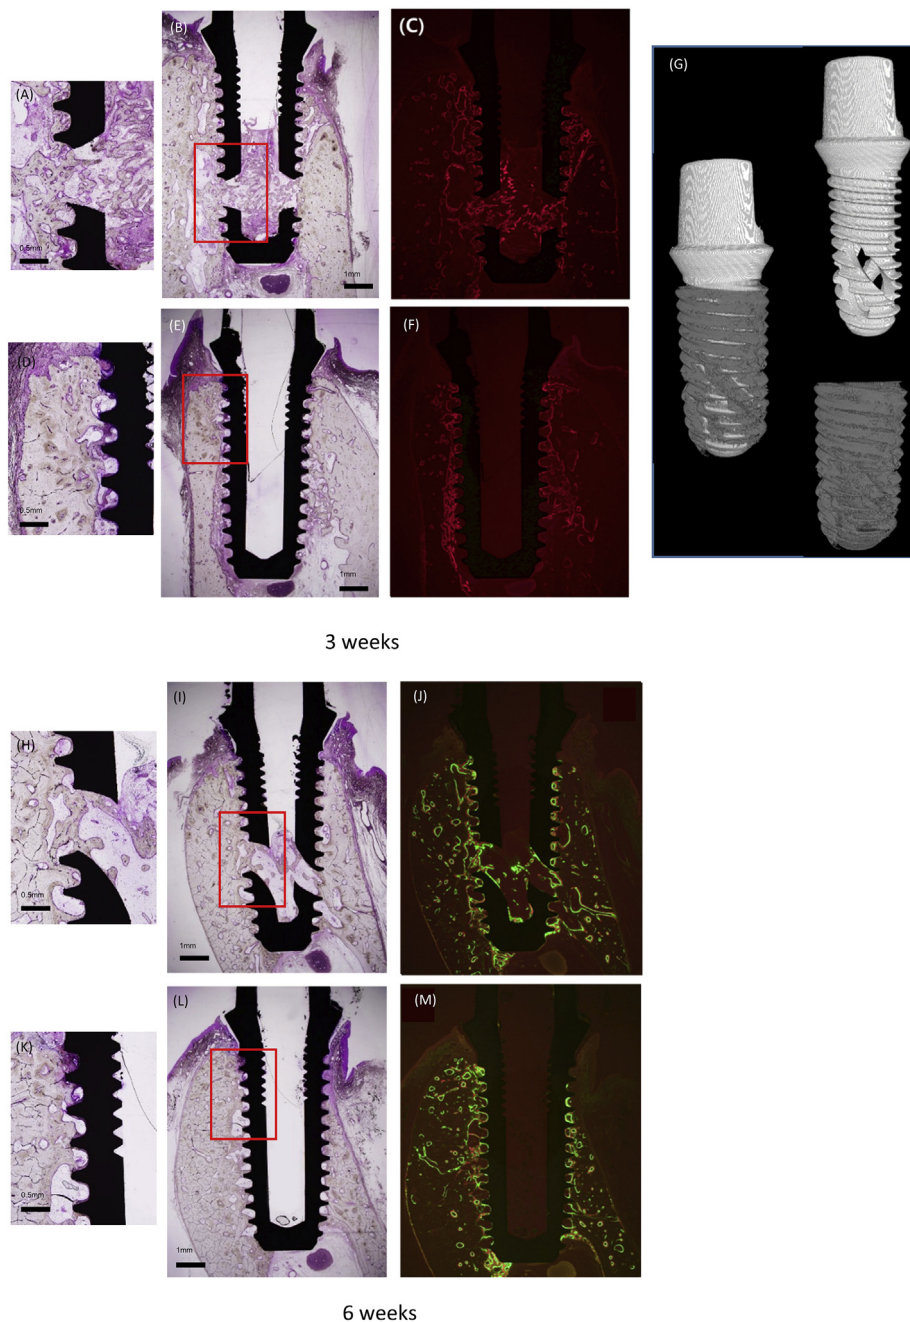 (A)
0.5mm
(B)
1mm
(C)
(D)
0.5mm
(E)
1mm
(F)
(G)
3 weeks
(H)
0.5mm
(I)
1mm
(J)
(K)
0.5mm
(L)
1mm
(M)
6 weeks